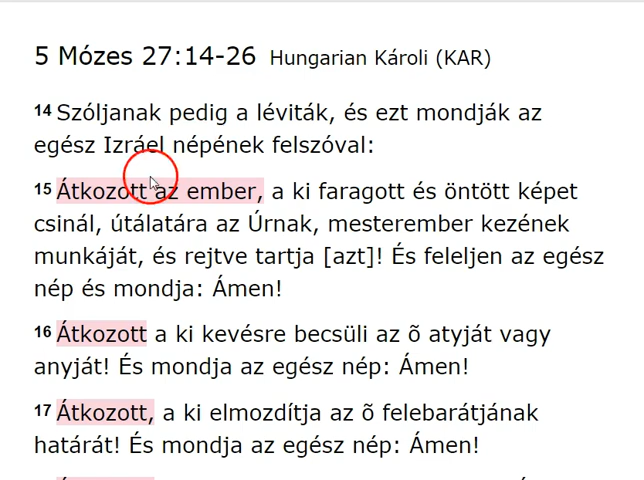 5 Mózes 27:14-26 Hungarian Károli (KAR)
14 Szóljanak pedig a léviták, és ezt mondják az
egész Izráel népének felszóval:
15 Átkozott az ember, a ki faragott és öntött képet
csinál, útálatára az Úrnak, mesterember kezének
munkáját, és rejtve tartja [azt]! És feleljen az egész
nép és mondja: Ámen!
16 Átkozott a ki kevésre becsüli az õ atyját vagy
anyját! És mondja az egész nép: Ámen!
17 Átkozott, a ki elmozdítja az õ felebarátjának
határát! És mondja az egész nép: Ámen!